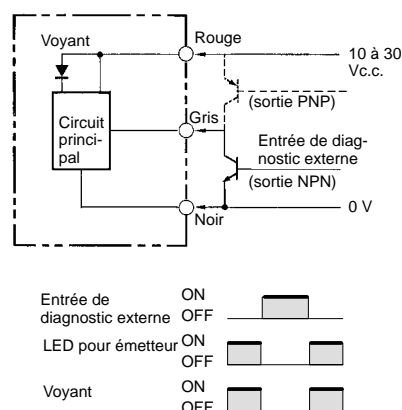 Voyant
Rouge
10 à 30
Vc.c.
(sortie PNP)
Gris
Circuit
princi-
pal
Entrée de diag-
nostic externe
(sortie NPN)
0 V
Noir
Entrée de
diagnostic externe
ON
OFF
LED pour émetteur
ON
OFF
Voyant
ON
OFF